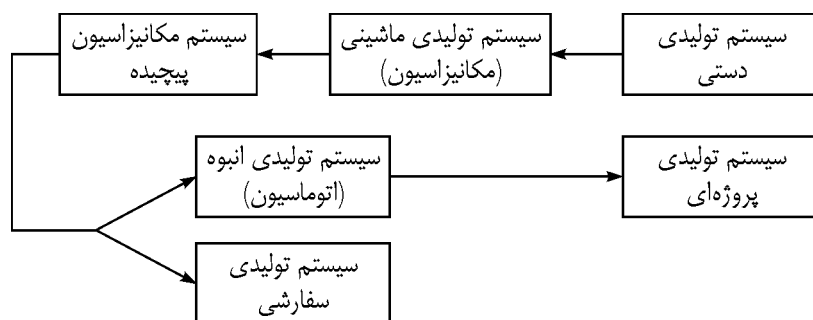 سیستم تولیدی
دستی
سیستم تولیدی ماشینی
(مکانیزاسیون)
سیستم مکانیزاسیون
پیچیده
سیستم تولیدی انبوه
(اتوماسیون)
سیستم تولیدی
پروژه‌ای
سیستم تولیدی
سفارشی